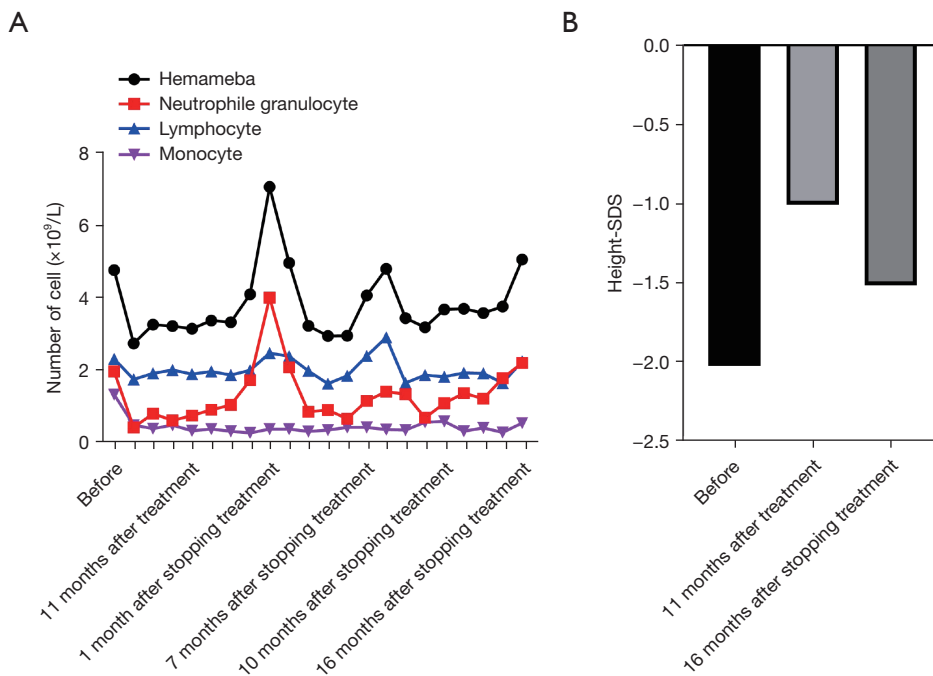 A
Hemameba
Neutrophile granulocyte
Lymphocyte
Monocyte
Number of cell (×10⁹/L)
8
6
4
2
0
Before
11 months after treatment
1 month after stopping treatment
7 months after stopping treatment
10 months after stopping treatment
16 months after stopping treatment
B
Height-SDS
0.0
−0.5
−1.0
−1.5
−2.0
−2.5
Before
11 months after treatment
16 months after stopping treatment